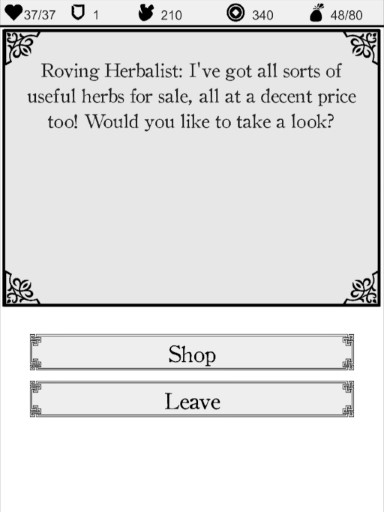 37/37 1 210 340 48/80
Roving Herbalist: I've got all sorts of
useful herbs for sale, all at a decent price
too! Would you like to take a look?
Shop
Leave